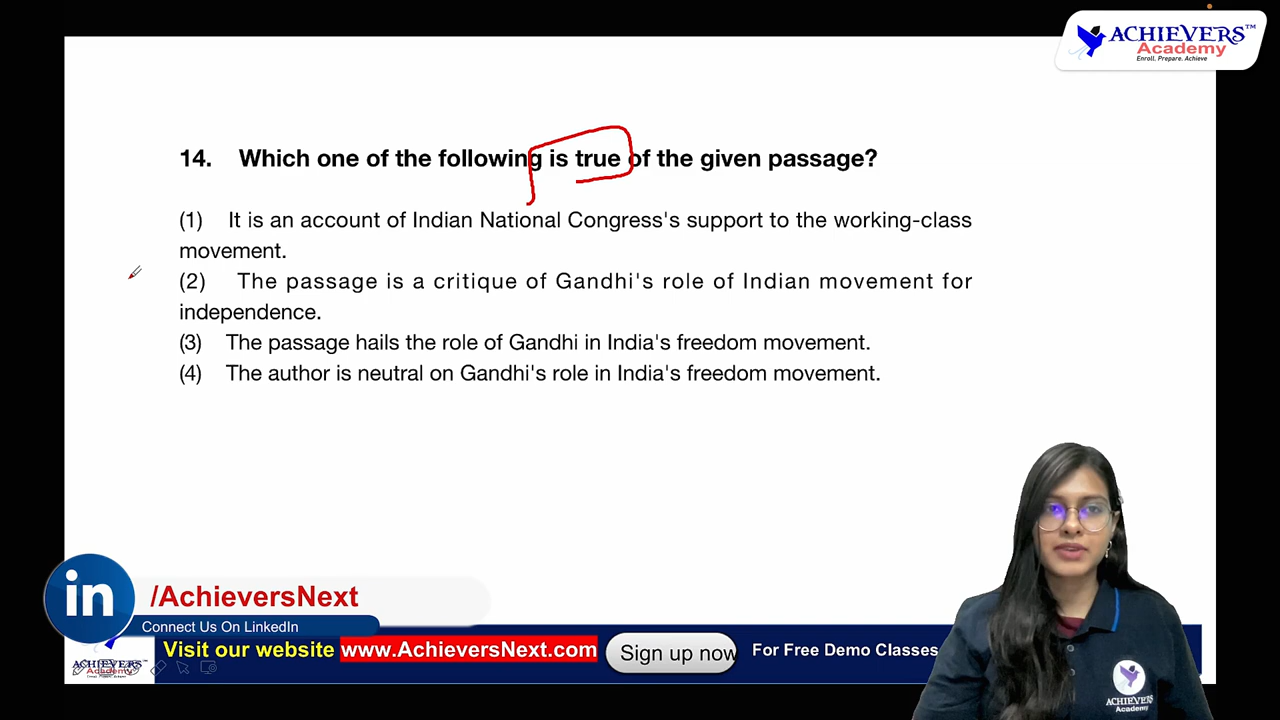 ACHIEVERS™
Academy
Enroll. Prepare. Achieve
14. Which one of the following is true of the given passage?
(1) It is an account of Indian National Congress's support to the working-class
movement.
(2) The passage is a critique of Gandhi's role of Indian movement for
independence.
(3) The passage hails the role of Gandhi in India's freedom movement.
(4) The author is neutral on Gandhi's role in India's freedom movement.
in /AchieversNext
Connect Us On LinkedIn
ACHIEVERS
Academy
Visit our website www.AchieversNext.com Sign up now For Free Demo Classes
ACHIEVERS
Academy